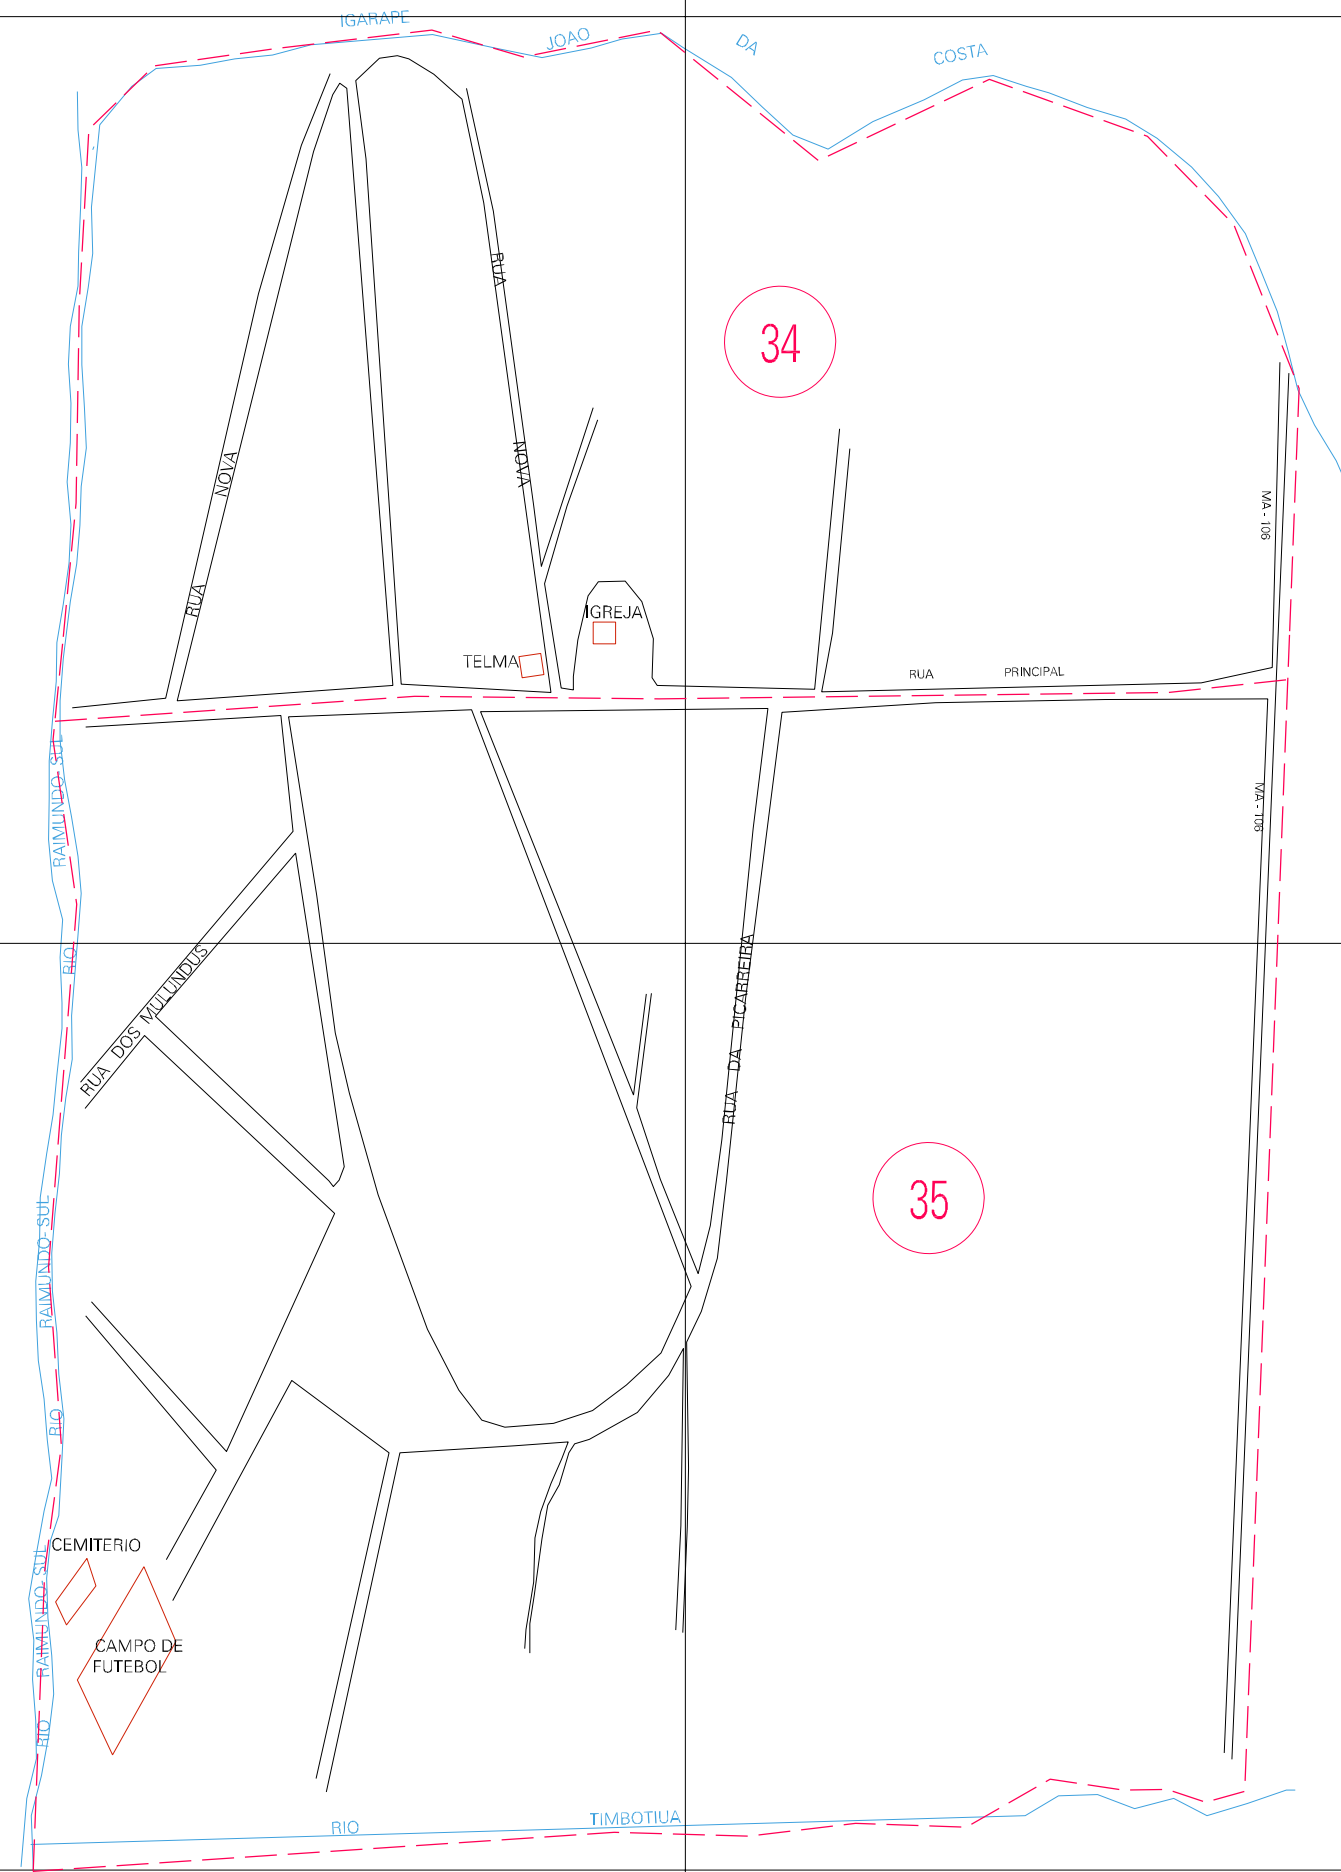 IGARAPE JOAO DA COSTA
RUA NOVA
34
RUA NOVA
MA - 106
IGREJA
TELMA
RUA PRINCIPAL
RIO RAIMUNDO SUL
MA - 106
RUA DOS MULUNDUS
RUA DA PICARREIRA
35
RIO RAIMUNDO-SUL
CEMITERIO
RIO RAIMUNDO-SUL
CAMPO DE
FUTEBOL
RIO TIMBOTIUA